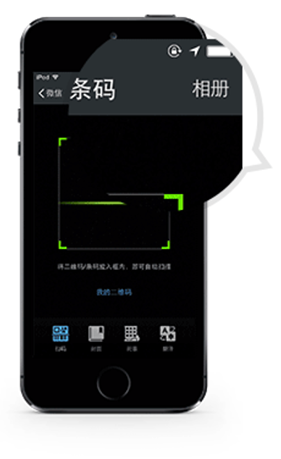 iPod
微信
条码
相册
将二维码/条码放入框内，即可自动扫描
我的二维码
扫码
封面
街景
翻译